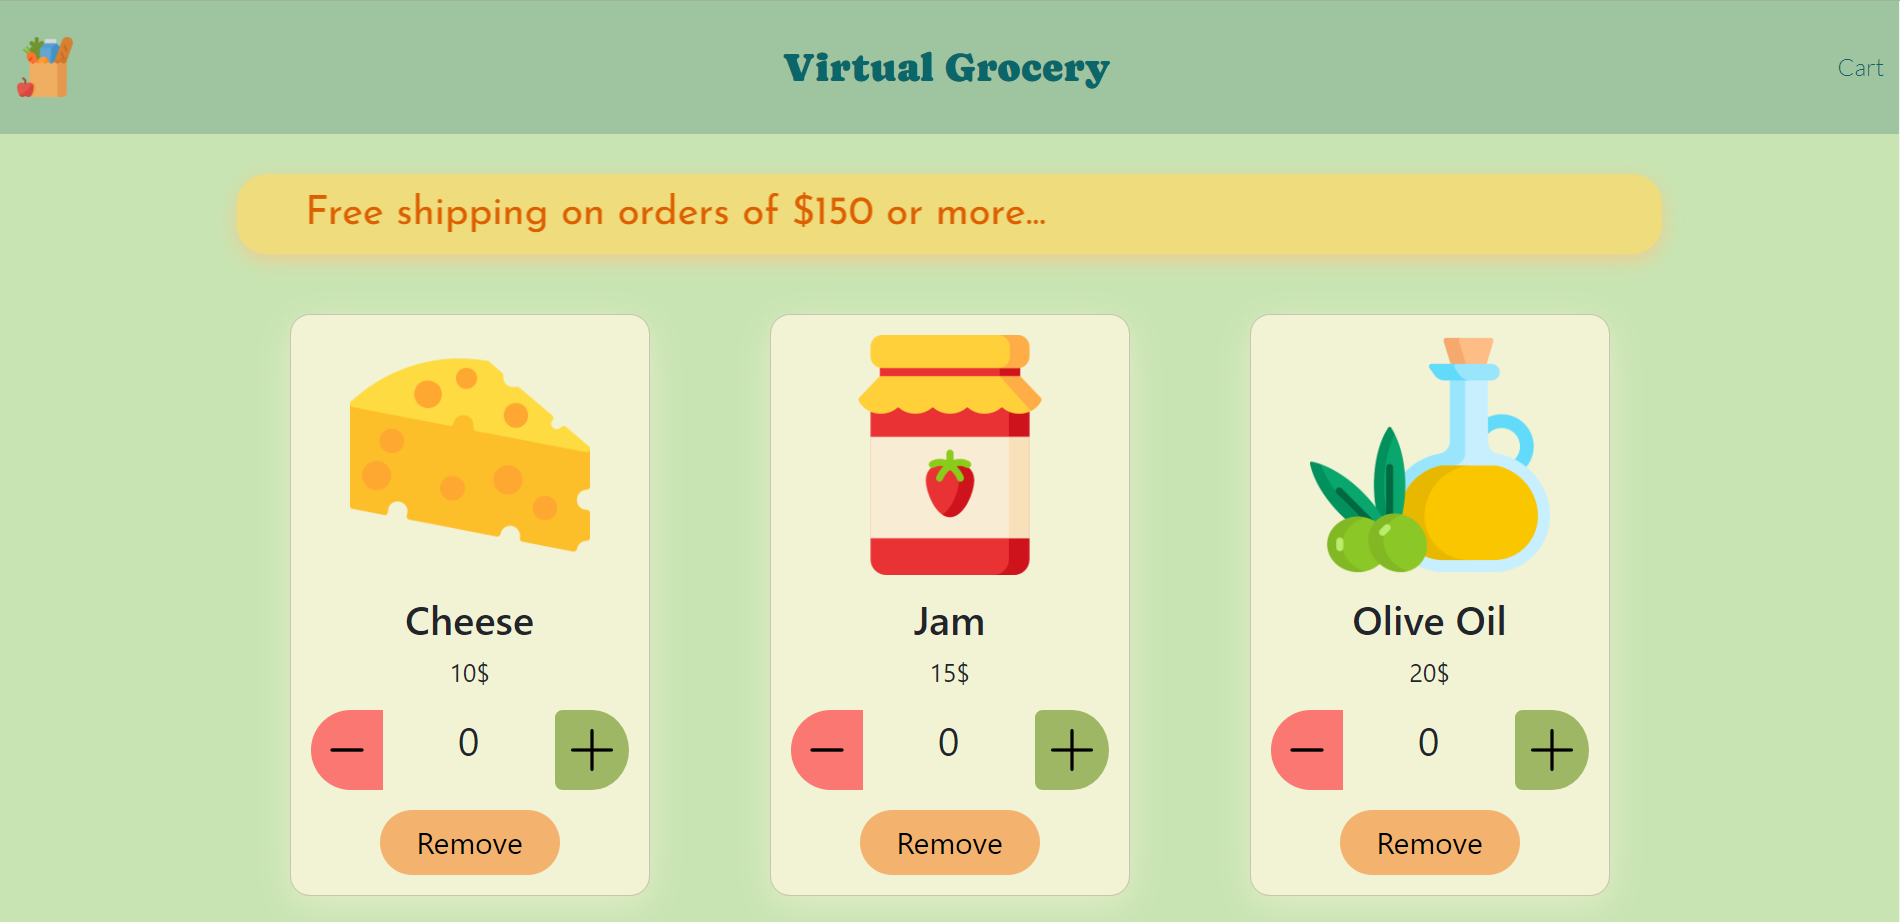 Virtual Grocery
Cart
Free shipping on orders of $150 or more...
Cheese
10$
0
Remove
Jam
15$
0
Remove
Olive Oil
20$
0
Remove